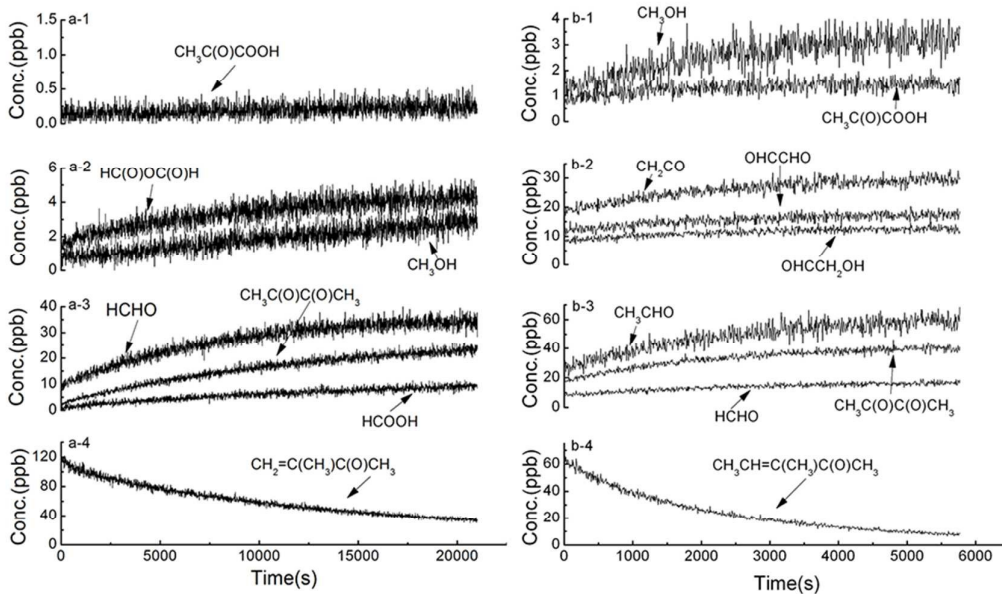 a-1
Conc.(ppb)
1.5
1.0
0.5
0.0
CH₃C(O)COOH
a-2
Conc.(ppb)
6
4
2
0
HC(O)OC(O)H
CH₃OH
a-3
Conc.(ppb)
40
30
20
10
0
HCHO
CH₃C(O)C(O)CH₃
HCOOH
a-4
Conc.(ppb)
120
80
40
0
CH₂=C(CH₃)C(O)CH₃
0 5000 10000 15000 20000
Time(s)
b-1
Conc.(ppb)
4
3
2
1
0
CH₃OH
CH₃C(O)COOH
b-2
Conc.(ppb)
30
20
10
0
CH₂CO
OHCCHO
OHCCH₂OH
b-3
Conc.(ppb)
60
40
20
0
CH₃CHO
HCHO
CH₃C(O)C(O)CH₃
b-4
Conc.(ppb)
60
40
20
0
CH₃CH=C(CH₃)C(O)CH₃
0 1000 2000 3000 4000 5000 6000
Time(s)